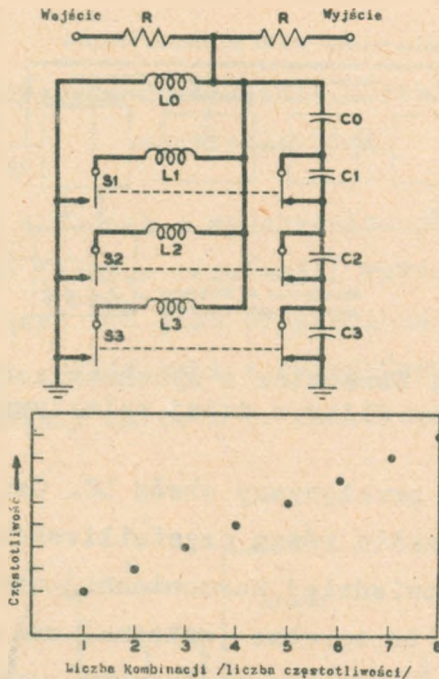 Wejście R R Wyjście
L0
C0
S1 L1 C1
S2 L2 C2
S3 L3 C3
Częstotliwość
1 2 3 4 5 6 7 8
Liczba Kombinacji /liczba częstotliwości/